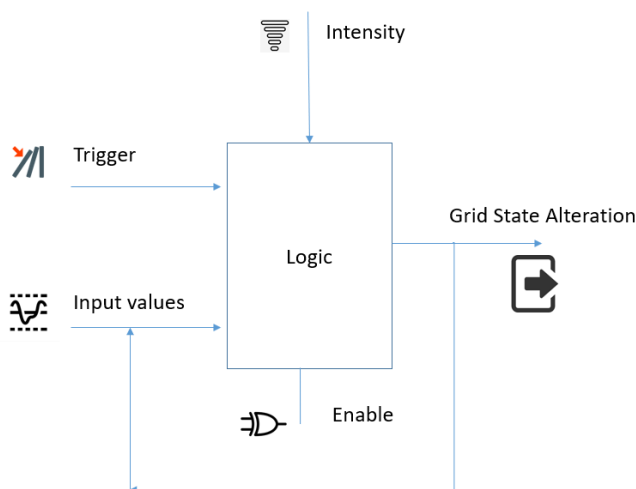 Intensity
Trigger
Grid State Alteration
Logic
Input values
Enable